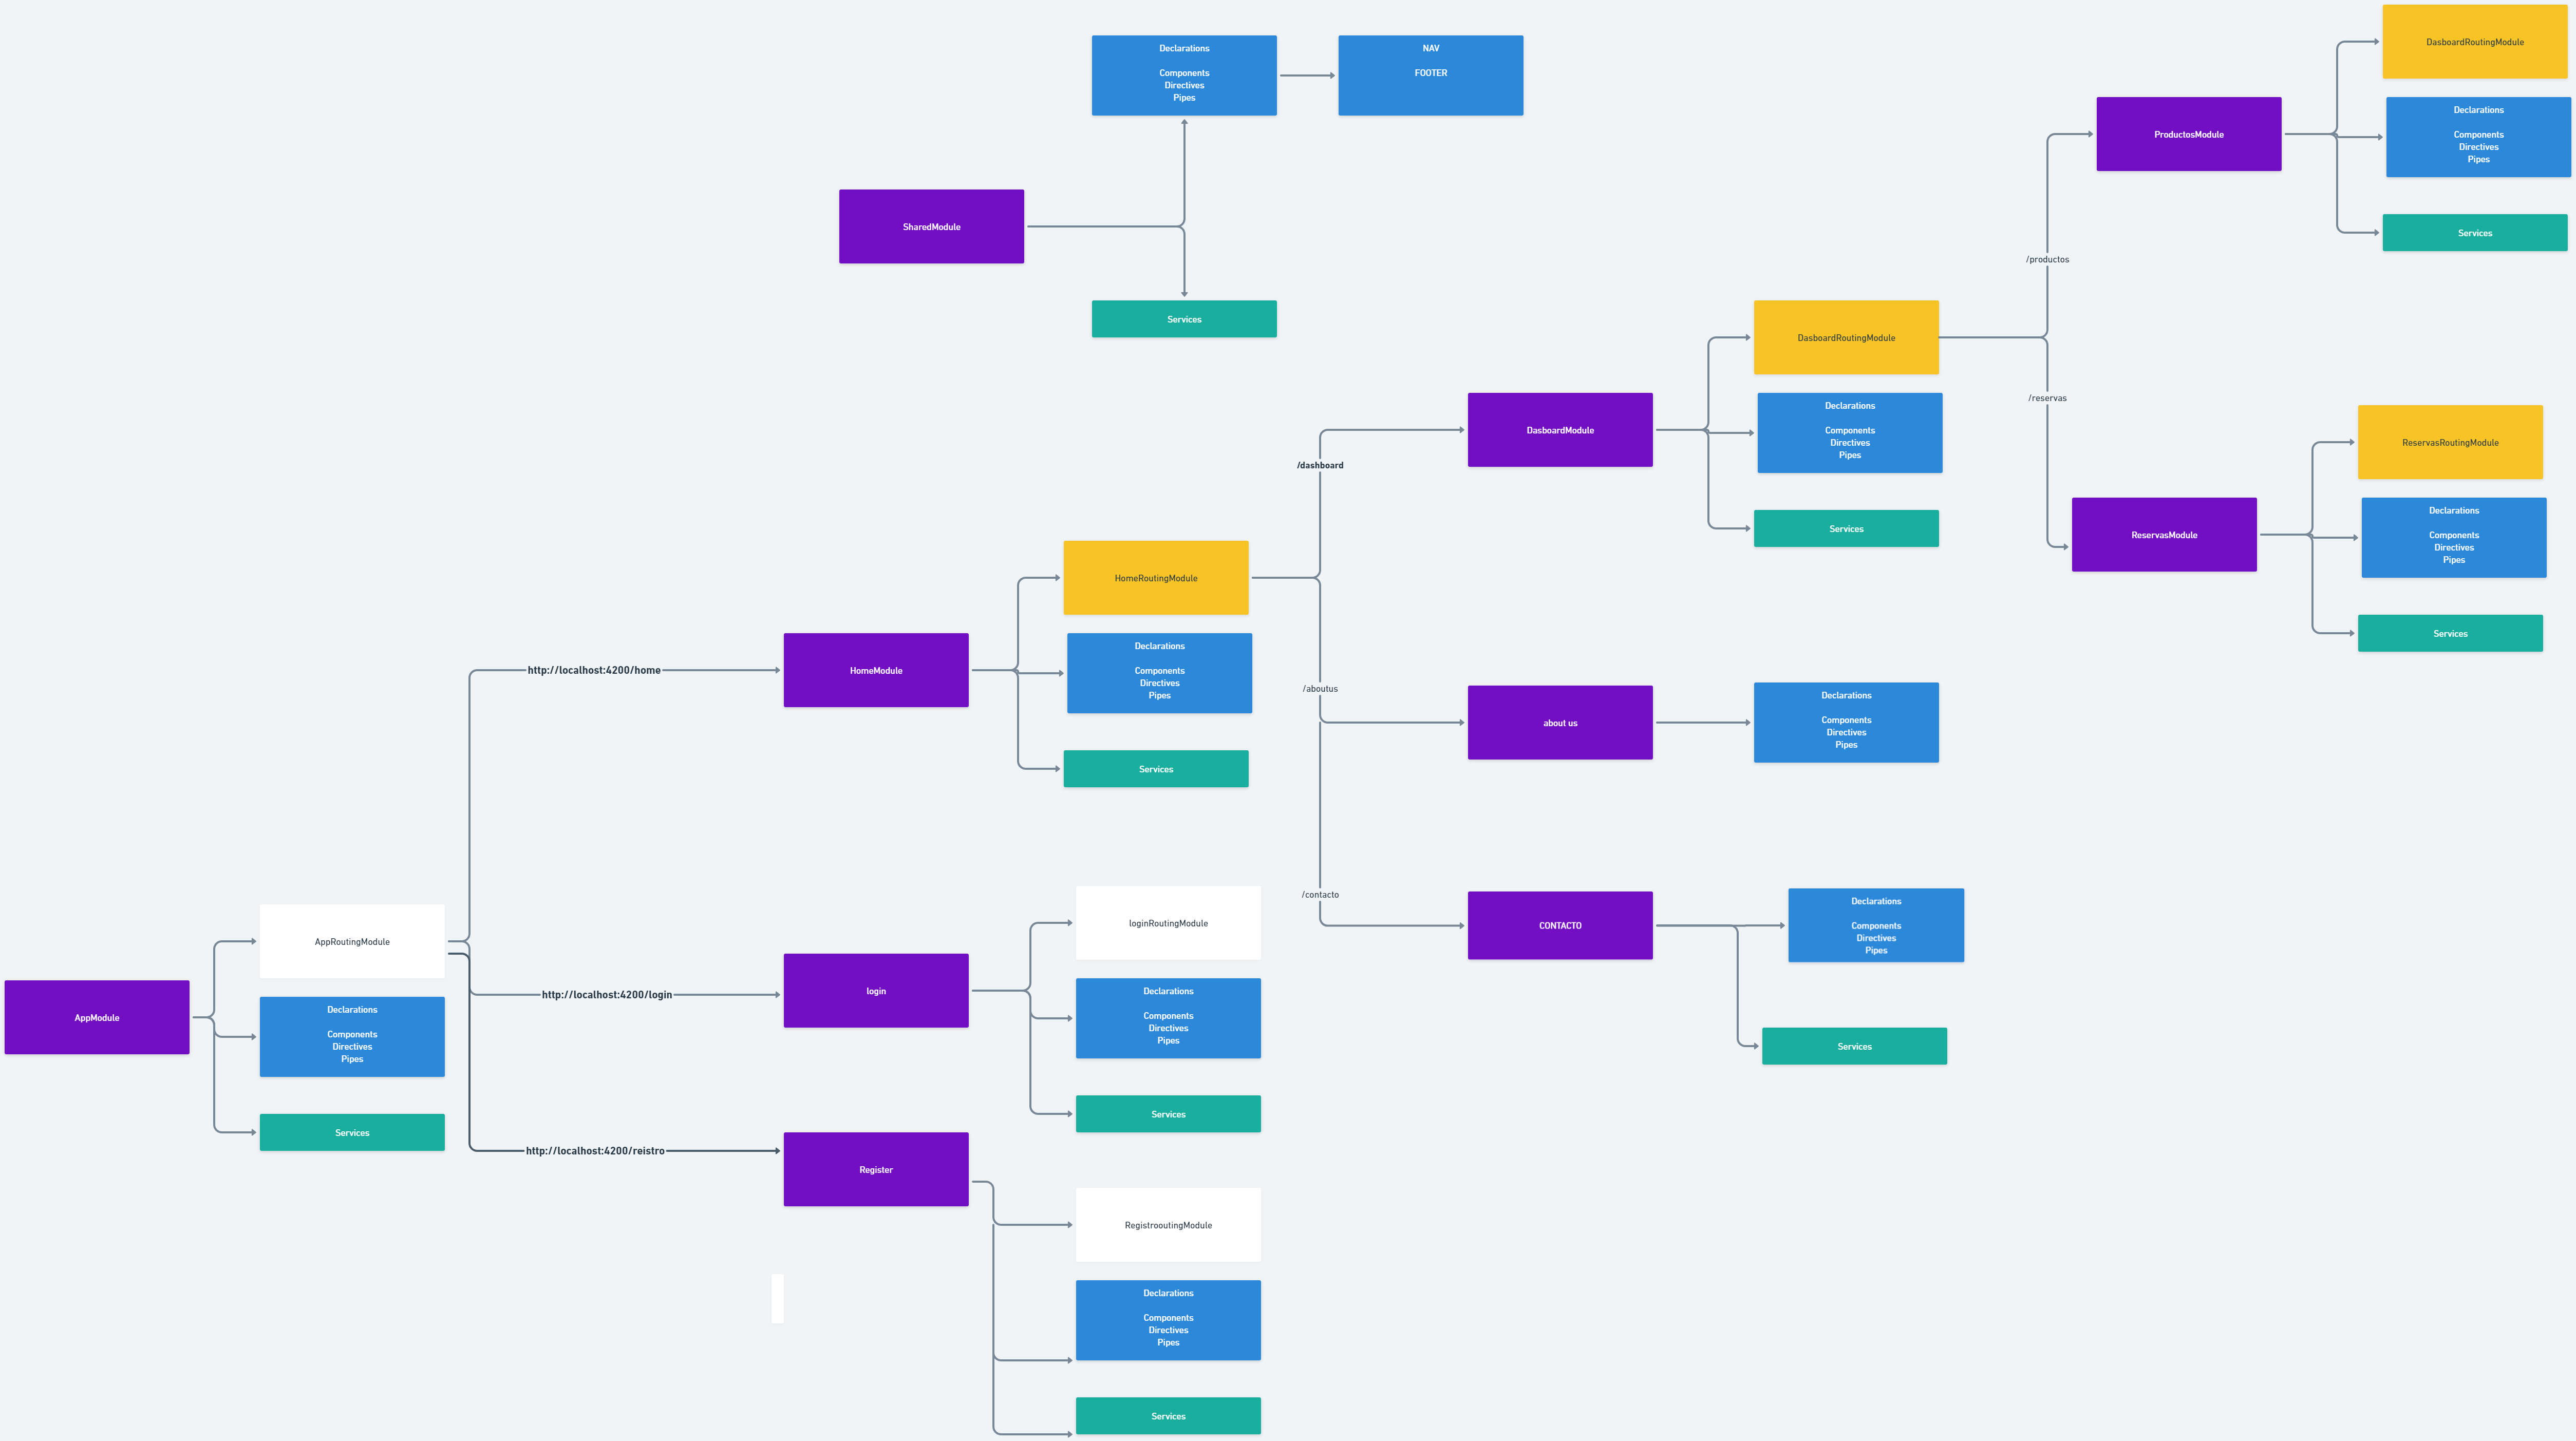 DasboardRoutingModule
Declarations
Components
Directives
Pipes
NAV
FOOTER
Declarations
Components
Directives
Pipes
ProductosModule
SharedModule
Services
/productos
Services
DasboardRoutingModule
/reservas
Declarations
Components
Directives
Pipes
DasboardModule
ReservasRoutingModule
/dashboard
Declarations
Components
Directives
Pipes
ReservasModule
Services
HomeRoutingModule
Services
Declarations
Components
Directives
Pipes
http://localhost:4200/home
HomeModule
/aboutus
about us
Declarations
Components
Directives
Pipes
Services
/contacto
CONTACTO
Declarations
Components
Directives
Pipes
loginRoutingModule
AppRoutingModule
http://localhost:4200/login
login
Declarations
Components
Directives
Pipes
AppModule
Declarations
Components
Directives
Pipes
Services
Services
Services
http://localhost:4200/reistro
Register
RegistrooutingModule
Declarations
Components
Directives
Pipes
Services